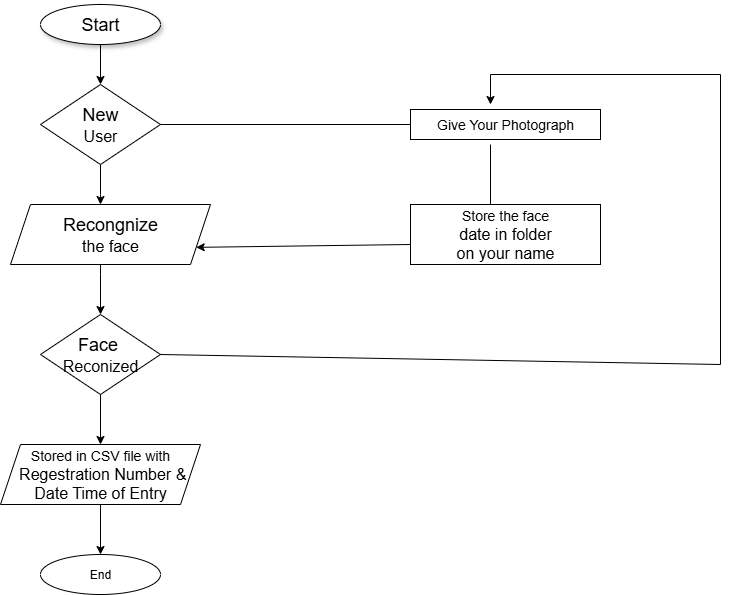 Start
New
User
Give Your Photograph
Recongnize
the face
Store the face
date in folder
on your name
Face
Reconized
Stored in CSV file with
Regestration Number &
Date Time of Entry
End